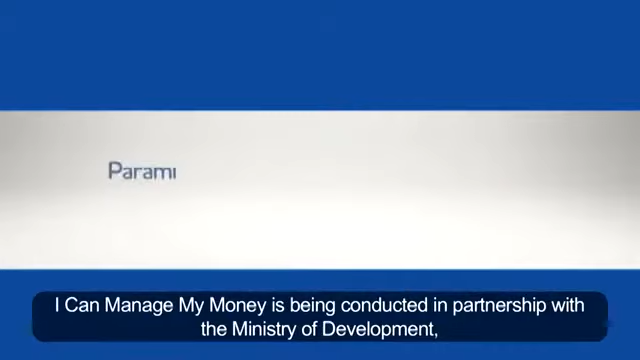 Paramı
I Can Manage My Money is being conducted in partnership with
the Ministry of Development,